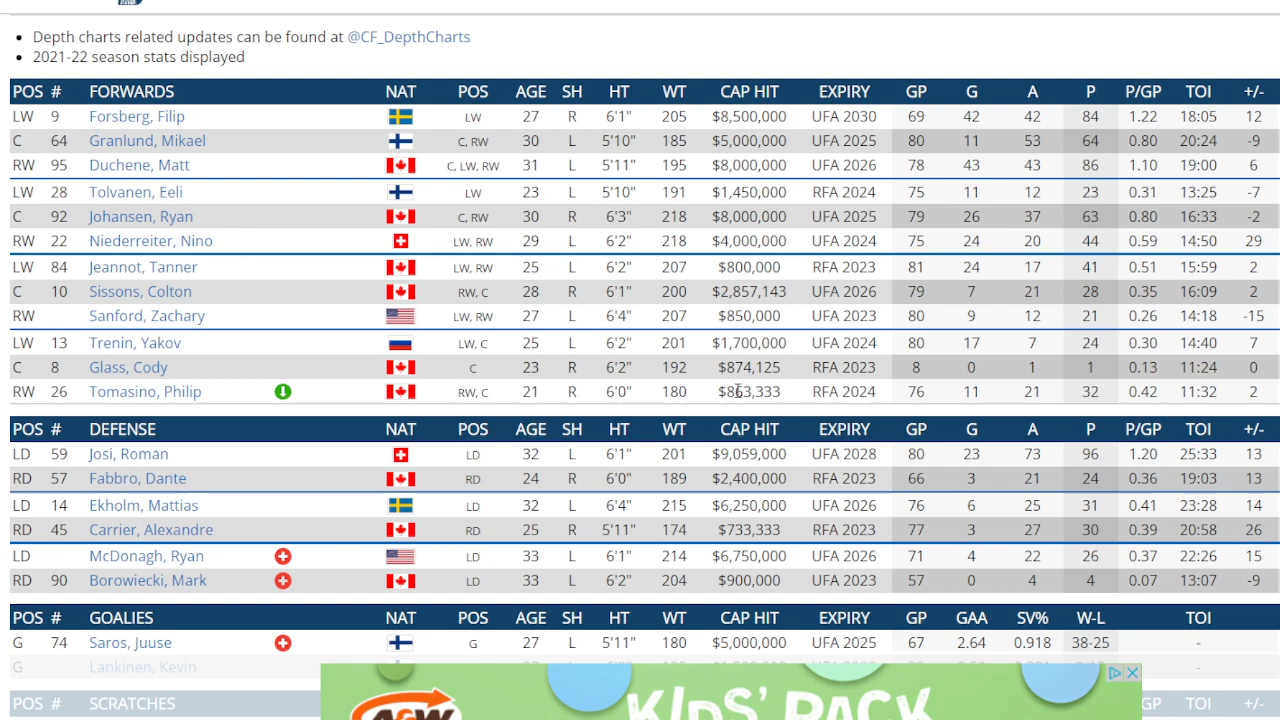 Depth charts related updates can be found at @CF_DepthCharts
2021-22 season stats displayed
POS # FORWARDS NAT POS AGE SH HT WT CAP HIT EXPIRY GP G A P P/GP TOI +/-
LW 9 Forsberg, Filip LW 27 R 6'1" 205 $8,500,000 UFA 2030 69 42 42 84 1.22 18:05 12
C 64 Granlund, Mikael C, RW 30 L 5'10" 185 $5,000,000 UFA 2025 80 11 53 64 0.80 20:24 -9
RW 95 Duchene, Matt C, LW, RW 31 L 5'11" 195 $8,000,000 UFA 2026 78 43 43 86 1.10 19:00 6
LW 28 Tolvanen, Eeli LW 23 L 5'10" 191 $1,450,000 RFA 2024 75 11 12 23 0.31 13:25 -7
C 92 Johansen, Ryan C, RW 30 R 6'3" 218 $8,000,000 UFA 2025 79 26 37 63 0.80 16:33 -2
RW 22 Niederreiter, Nino LW, RW 29 L 6'2" 218 $4,000,000 UFA 2024 75 24 20 44 0.59 14:50 29
LW 84 Jeannot, Tanner LW, RW 25 L 6'2" 207 $800,000 RFA 2023 81 24 17 41 0.51 15:59 2
C 10 Sissons, Colton RW, C 28 R 6'1" 200 $2,857,143 UFA 2026 79 7 21 28 0.35 16:09 2
RW Sanford, Zachary LW, RW 27 L 6'4" 207 $850,000 UFA 2023 80 9 12 21 0.26 14:18 -15
LW 13 Trenin, Yakov LW, C 25 L 6'2" 201 $1,700,000 UFA 2024 80 17 7 24 0.30 14:40 7
C 8 Glass, Cody C 23 R 6'2" 192 $874,125 RFA 2023 8 0 1 1 0.13 11:24 0
RW 26 Tomasino, Philip RW, C 21 R 6'0" 180 $863,333 RFA 2024 76 11 21 32 0.42 11:32 2
POS # DEFENSE NAT POS AGE SH HT WT CAP HIT EXPIRY GP G A P P/GP TOI +/-
LD 59 Josi, Roman LD 32 L 6'1" 201 $9,059,000 UFA 2028 80 23 73 96 1.20 25:33 13
RD 57 Fabbro, Dante RD 24 R 6'0" 189 $2,400,000 RFA 2023 66 3 21 24 0.36 19:03 13
LD 14 Ekholm, Mattias LD 32 L 6'4" 215 $6,250,000 UFA 2026 76 6 25 31 0.41 23:28 14
RD 45 Carrier, Alexandre RD 25 R 5'11" 174 $733,333 RFA 2023 77 3 27 30 0.39 20:58 26
LD McDonagh, Ryan LD 33 L 6'1" 214 $6,750,000 UFA 2026 71 4 22 26 0.37 22:26 15
RD 90 Borowiecki, Mark LD 33 L 6'2" 204 $900,000 UFA 2023 57 0 4 4 0.07 13:07 -9
POS # GOALIES NAT POS AGE SH HT WT CAP HIT EXPIRY GP GAA SV% W-L TOI
G 74 Saros, Juuse G 27 L 5'11" 180 $5,000,000 UFA 2025 67 2.64 0.918 38-25 -
G Lankinen, Kevin
POS # SCRATCHES GP TOI +/-
A&W KIDS' PACK